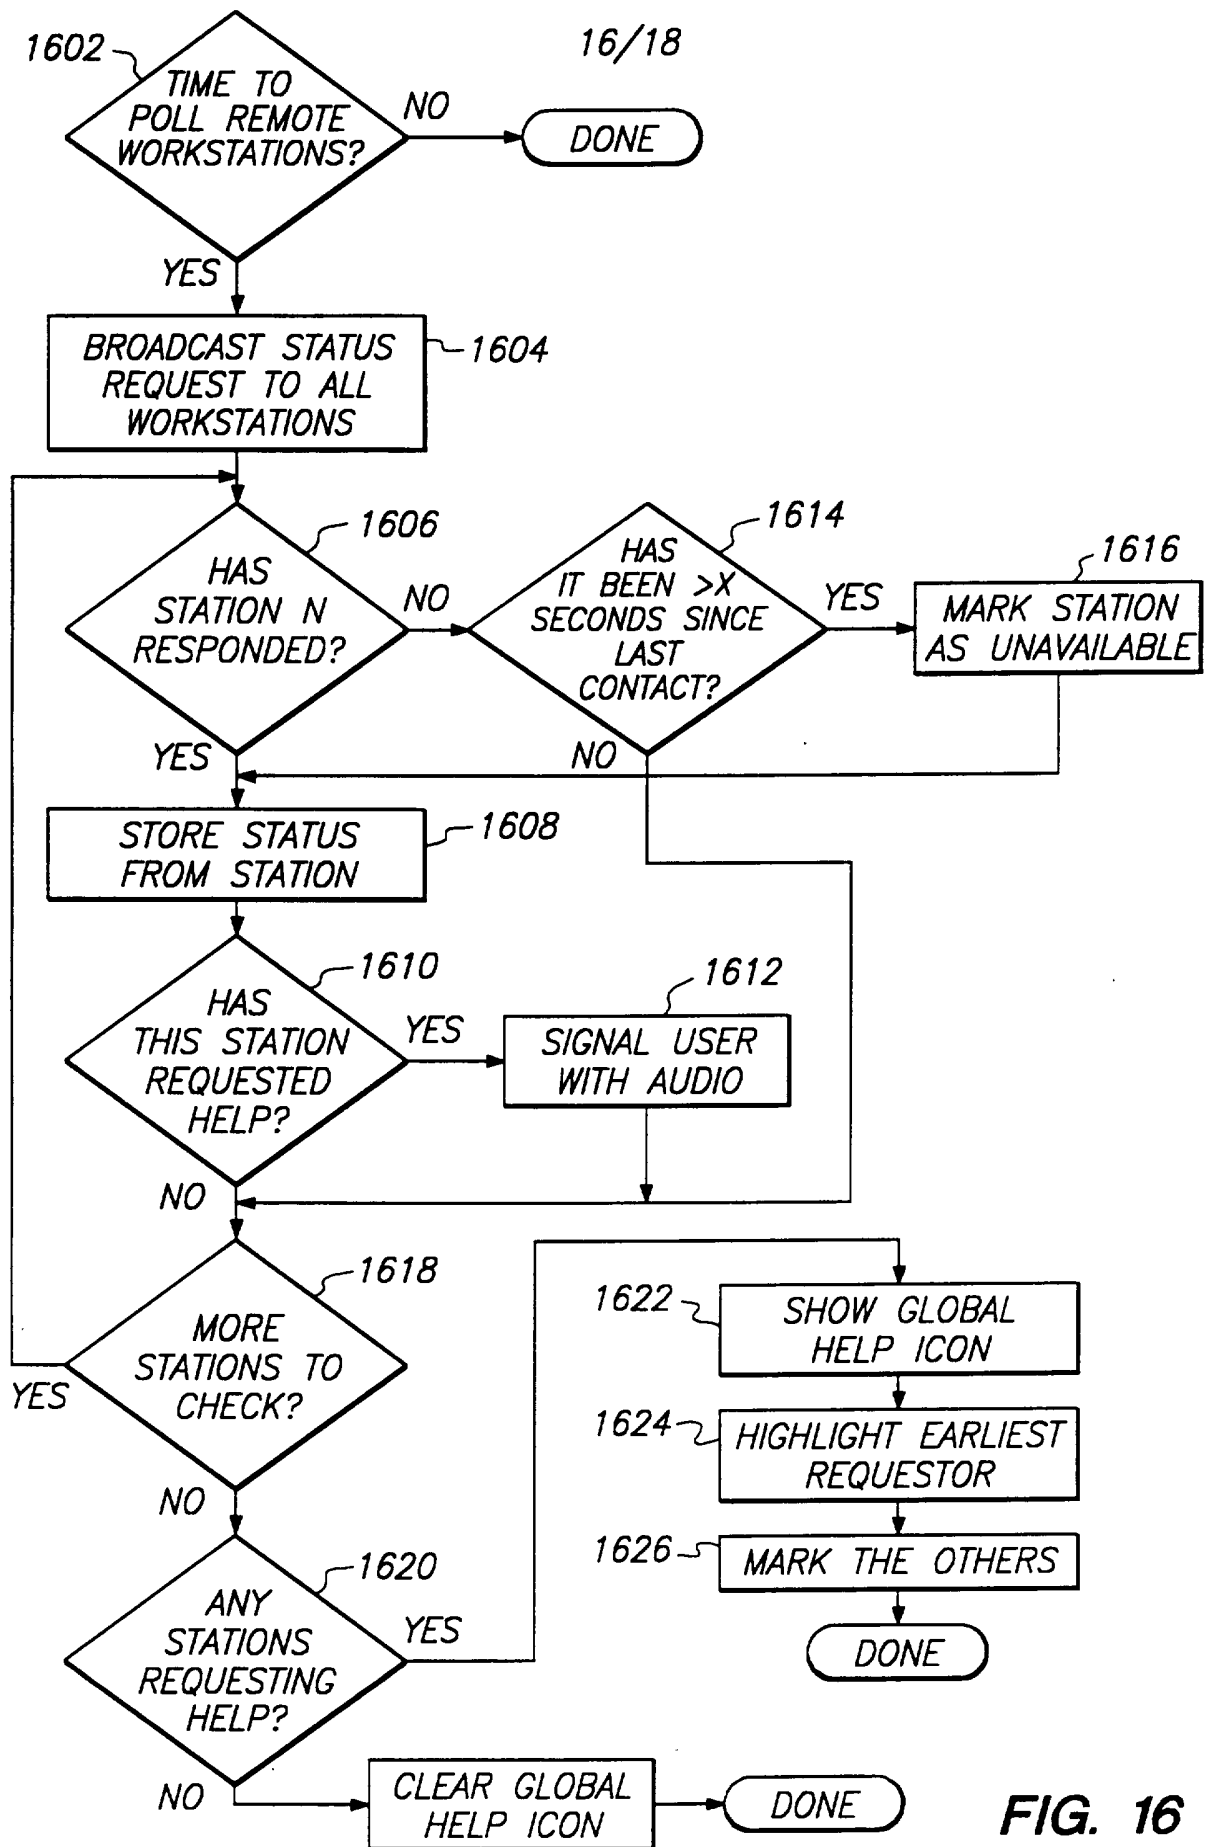 16/18
1602
TIME TO
POLL REMOTE
WORKSTATIONS?
NO
DONE
YES
BROADCAST STATUS
REQUEST TO ALL
WORKSTATIONS
1604
1606
HAS
STATION N
RESPONDED?
NO
YES
1614
HAS
IT BEEN >X
SECONDS SINCE
LAST
CONTACT?
YES
NO
1616
MARK STATION
AS UNAVAILABLE
STORE STATUS
FROM STATION
1608
1610
HAS
THIS STATION
REQUESTED
HELP?
YES
NO
1612
SIGNAL USER
WITH AUDIO
1618
MORE
STATIONS TO
CHECK?
YES
NO
1620
ANY
STATIONS
REQUESTING
HELP?
YES
NO
1622
SHOW GLOBAL
HELP ICON
1624
HIGHLIGHT EARLIEST
REQUESTOR
1626
MARK THE OTHERS
DONE
CLEAR GLOBAL
HELP ICON
DONE
FIG. 16